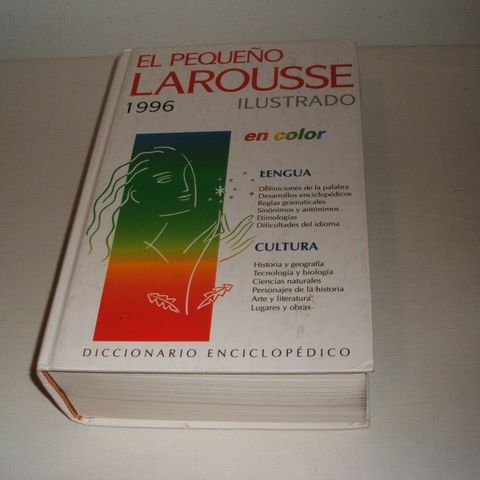 EL PEQUEÑO
LAROUSSE
1996 ILUSTRADO
en color
LENGUA
Definiciones de la palabra
Desarrollos enciclopédicos
Reglas gramaticales
Sinónimos y antónimos
Etimologías
Dificultades del idioma
CULTURA
Historia y geografía
Tecnología y biología
Ciencias naturales
Personajes de la historia
Arte y literatura
Lugares y obras
DICCIONARIO ENCICLOPÉDICO